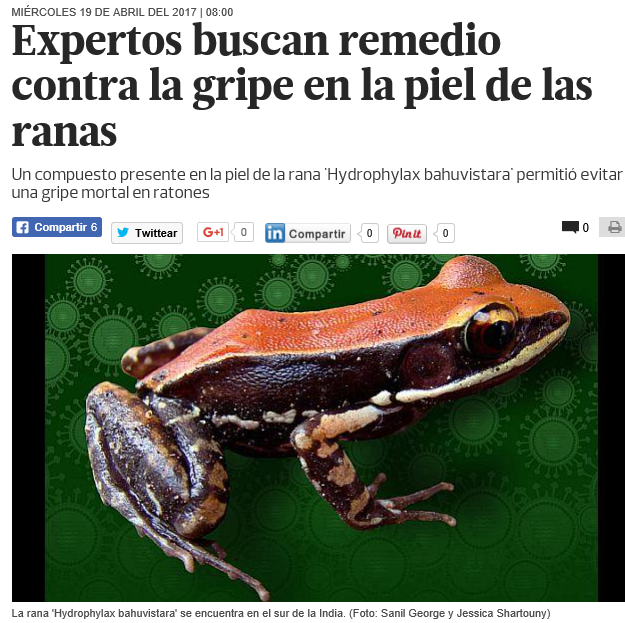 MIÉRCOLES 19 DE ABRIL DEL 2017 | 08:00
Expertos buscan remedio
contra la gripe en la piel de las
ranas
Un compuesto presente en la piel de la rana 'Hydrophylax bahuvistara' permitió evitar
una gripe mortal en ratones
Compartir 6 Twittear G+1 0 in Compartir 0 Pin it 0 0
La rana 'Hydrophylax bahuvistara' se encuentra en el sur de la India. (Foto: Sanil George y Jessica Shartouny)